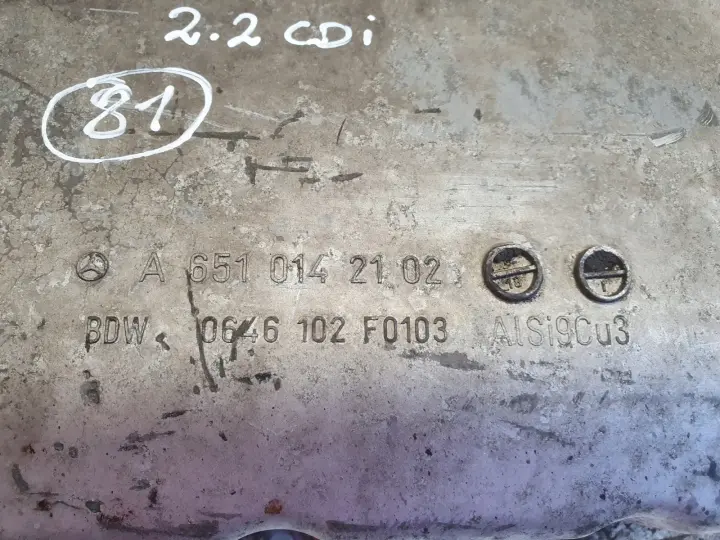 2.2 CDi
81
A 651 014 21 02
BDW 0646 102 F0103 AlSi9Cu3